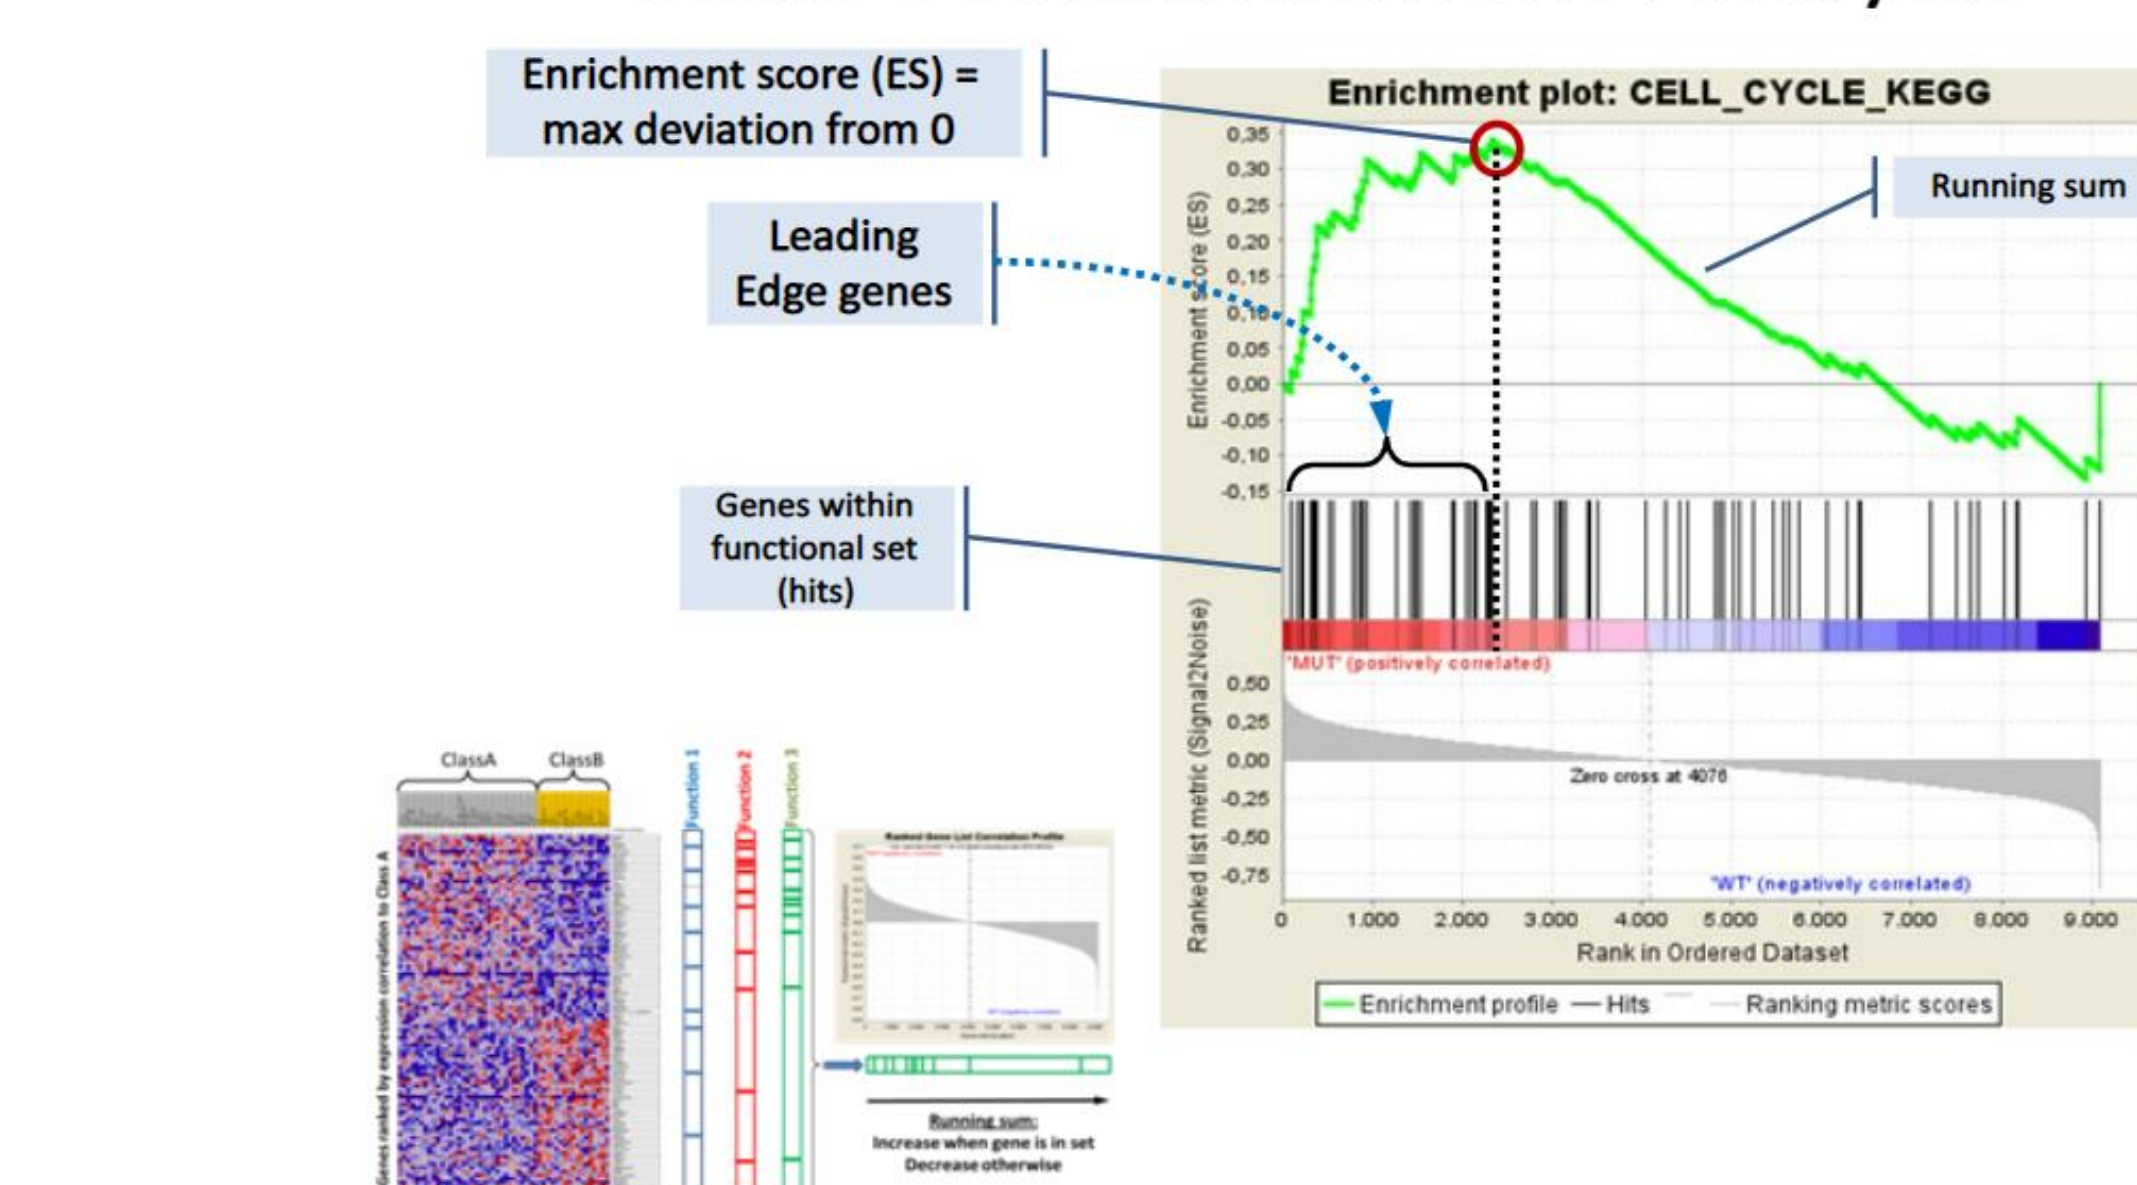 Enrichment score (ES) =
max deviation from 0
Leading
Edge genes
Genes within
functional set
(hits)
Enrichment plot: CELL_CYCLE_KEGG
Running sum
Enrichment score (ES)
0,35
0,30
0,25
0,20
0,15
0,10
0,05
0,00
-0,05
-0,10
-0,15
'MUT' (positively correlated)
Ranked list metric (Signal2Noise)
0,50
0,25
0,00
-0,25
-0,50
-0,75
Zero cross at 4076
'WT' (negatively correlated)
0 1.000 2.000 3.000 4.000 5.000 6.000 7.000 8.000 9.000
Rank in Ordered Dataset
Enrichment profile Hits Ranking metric scores
ClassA ClassB
Genes ranked by expression correlation to Class A
Function 1
Function 2
Function 3
Ranked Gene List Correlation Profile
Running sum:
Increase when gene is in set
Decrease otherwise